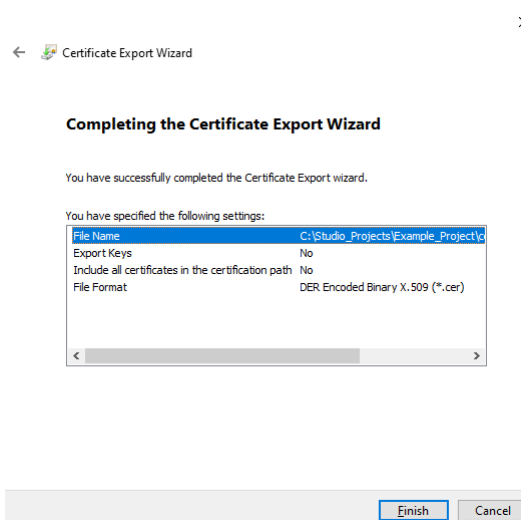 Certificate Export Wizard
Completing the Certificate Export Wizard
You have successfully completed the Certificate Export wizard.
You have specified the following settings:
File Name C:\Studio_Projects\Example_Project\c
Export Keys No
Include all certificates in the certification path No
File Format DER Encoded Binary X.509 (*.cer)
Finish Cancel